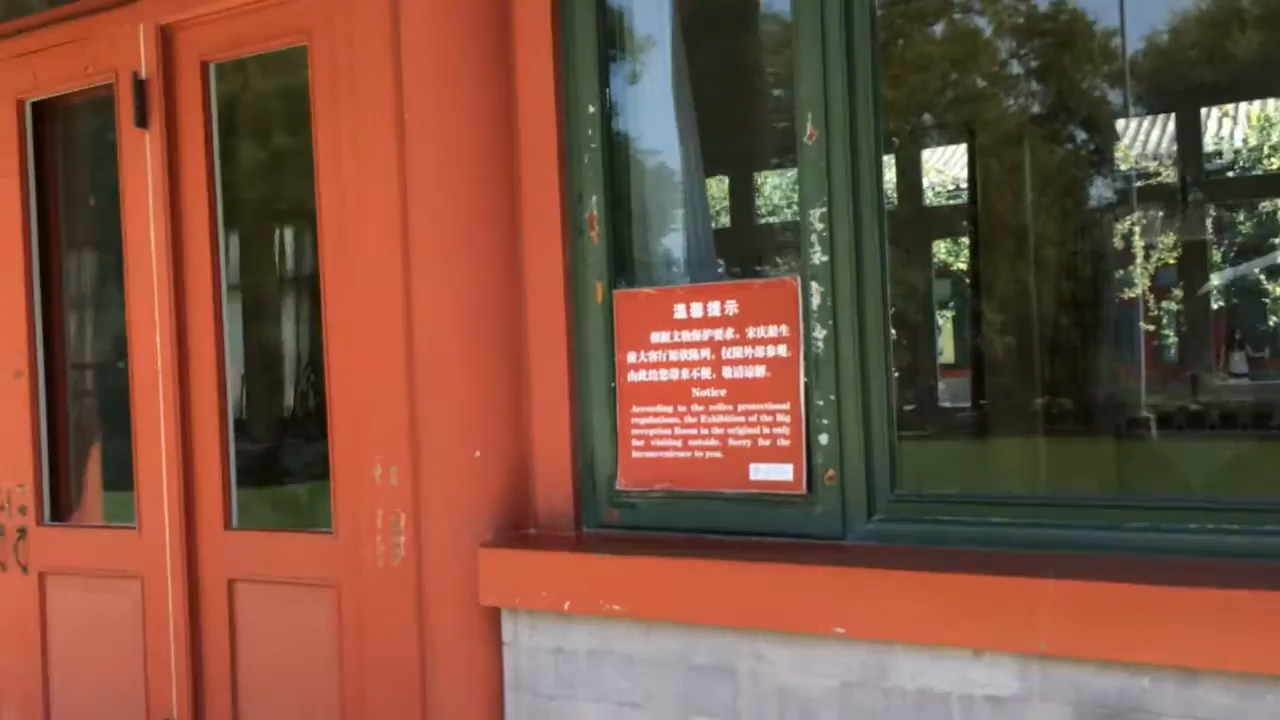 温馨提示
根据文物保护要求，宋庆龄生
前大客厅原状陈列，仅限外部参观。
由此给您带来不便，敬请谅解。
Notice
According to the relics protectional
regulations, the Exhibition of the Big
reception Room in the original is only
for visiting outside. Sorry for the
inconvenience to you.